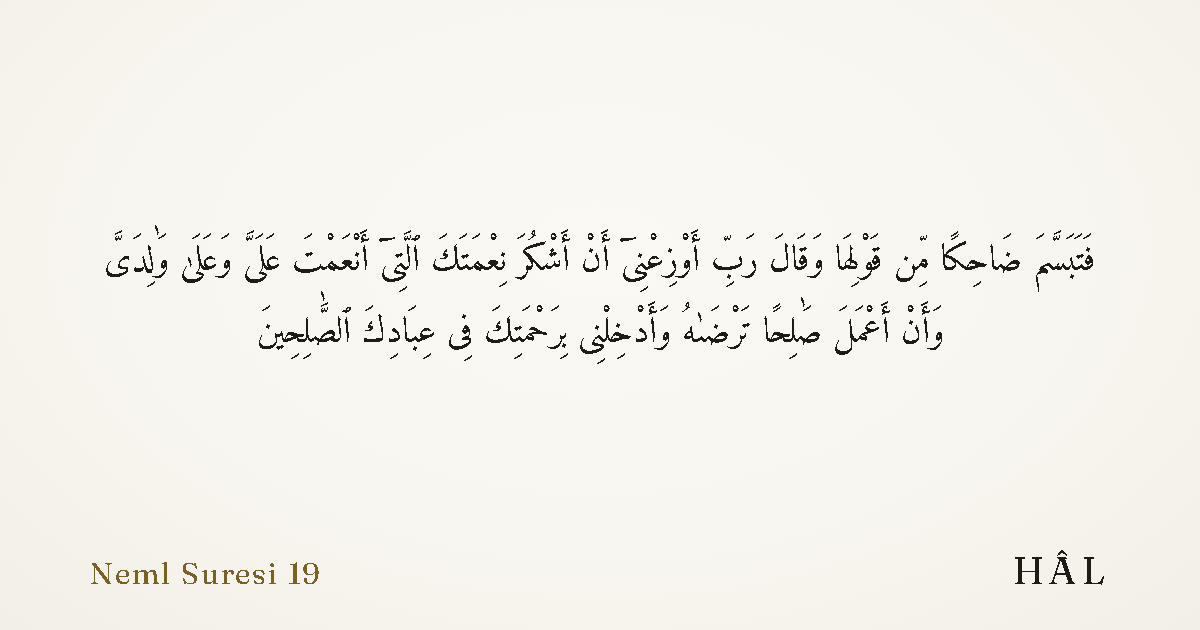 فَتَبَسَّمَ ضَاحِكًا مِّن قَوْلِهَا وَقَالَ رَبِّ أَوْزِعْنِىٓ أَنْ أَشْكُرَ نِعْمَتَكَ ٱلَّتِىٓ أَنْعَمْتَ عَلَىَّ وَعَلَىٰ وَٰلِدَىَّ
وَأَنْ أَعْمَلَ صَٰلِحًا تَرْضَىٰهُ وَأَدْخِلْنِى بِرَحْمَتِكَ فِى عِبَادِكَ ٱلصَّٰلِحِينَ
Neml Suresi 19
HÂL